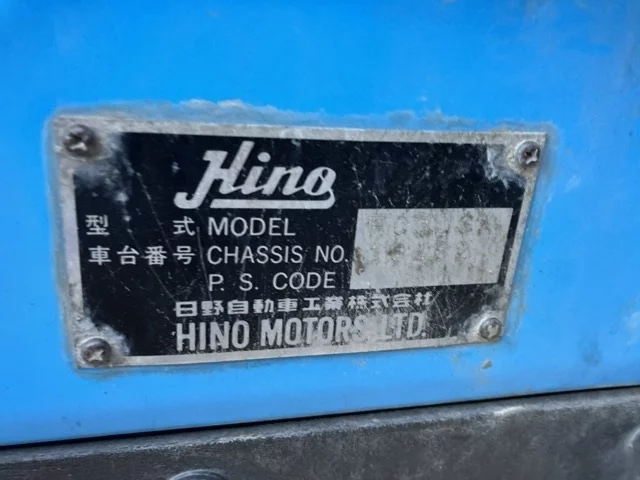 Hino
型 式 MODEL
車台番号 CHASSIS NO.
P. S. CODE
日野自動車工業株式会社
HINO MOTORS, LTD.